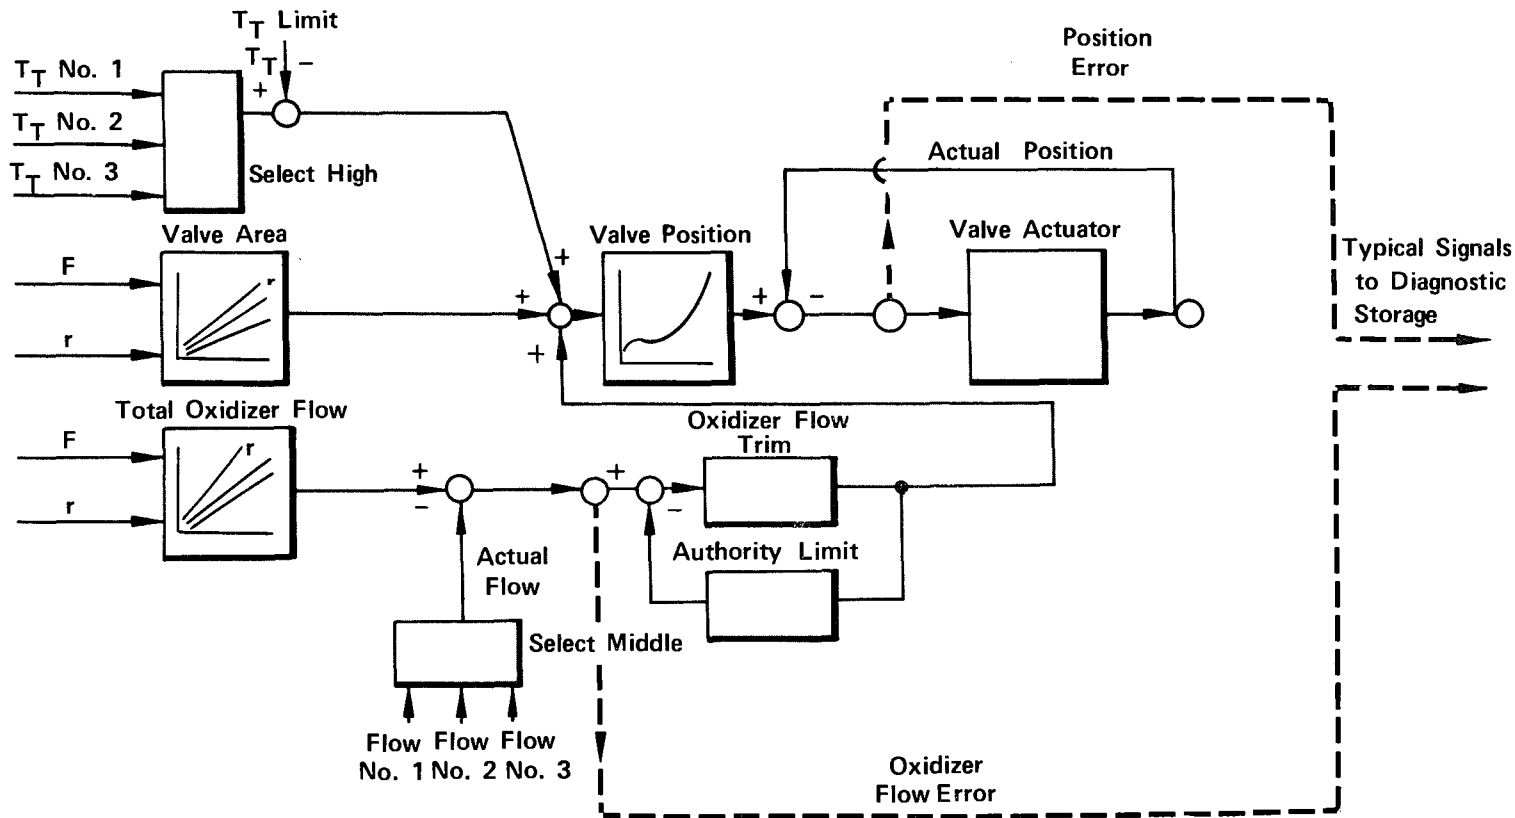 T_T Limit
T_T
−
+
T_T No. 1
T_T No. 2
T_T No. 3
Select High
Position
Error
Actual Position
Valve Area
F
r
r
+
+
+
Valve Position
+
−
Valve Actuator
Typical Signals
to Diagnostic
Storage
Total Oxidizer Flow
F
r
r
+
−
Actual
Flow
+
−
Oxidizer Flow
Trim
Authority Limit
Select Middle
Flow Flow Flow
No. 1 No. 2 No. 3
Oxidizer
Flow Error